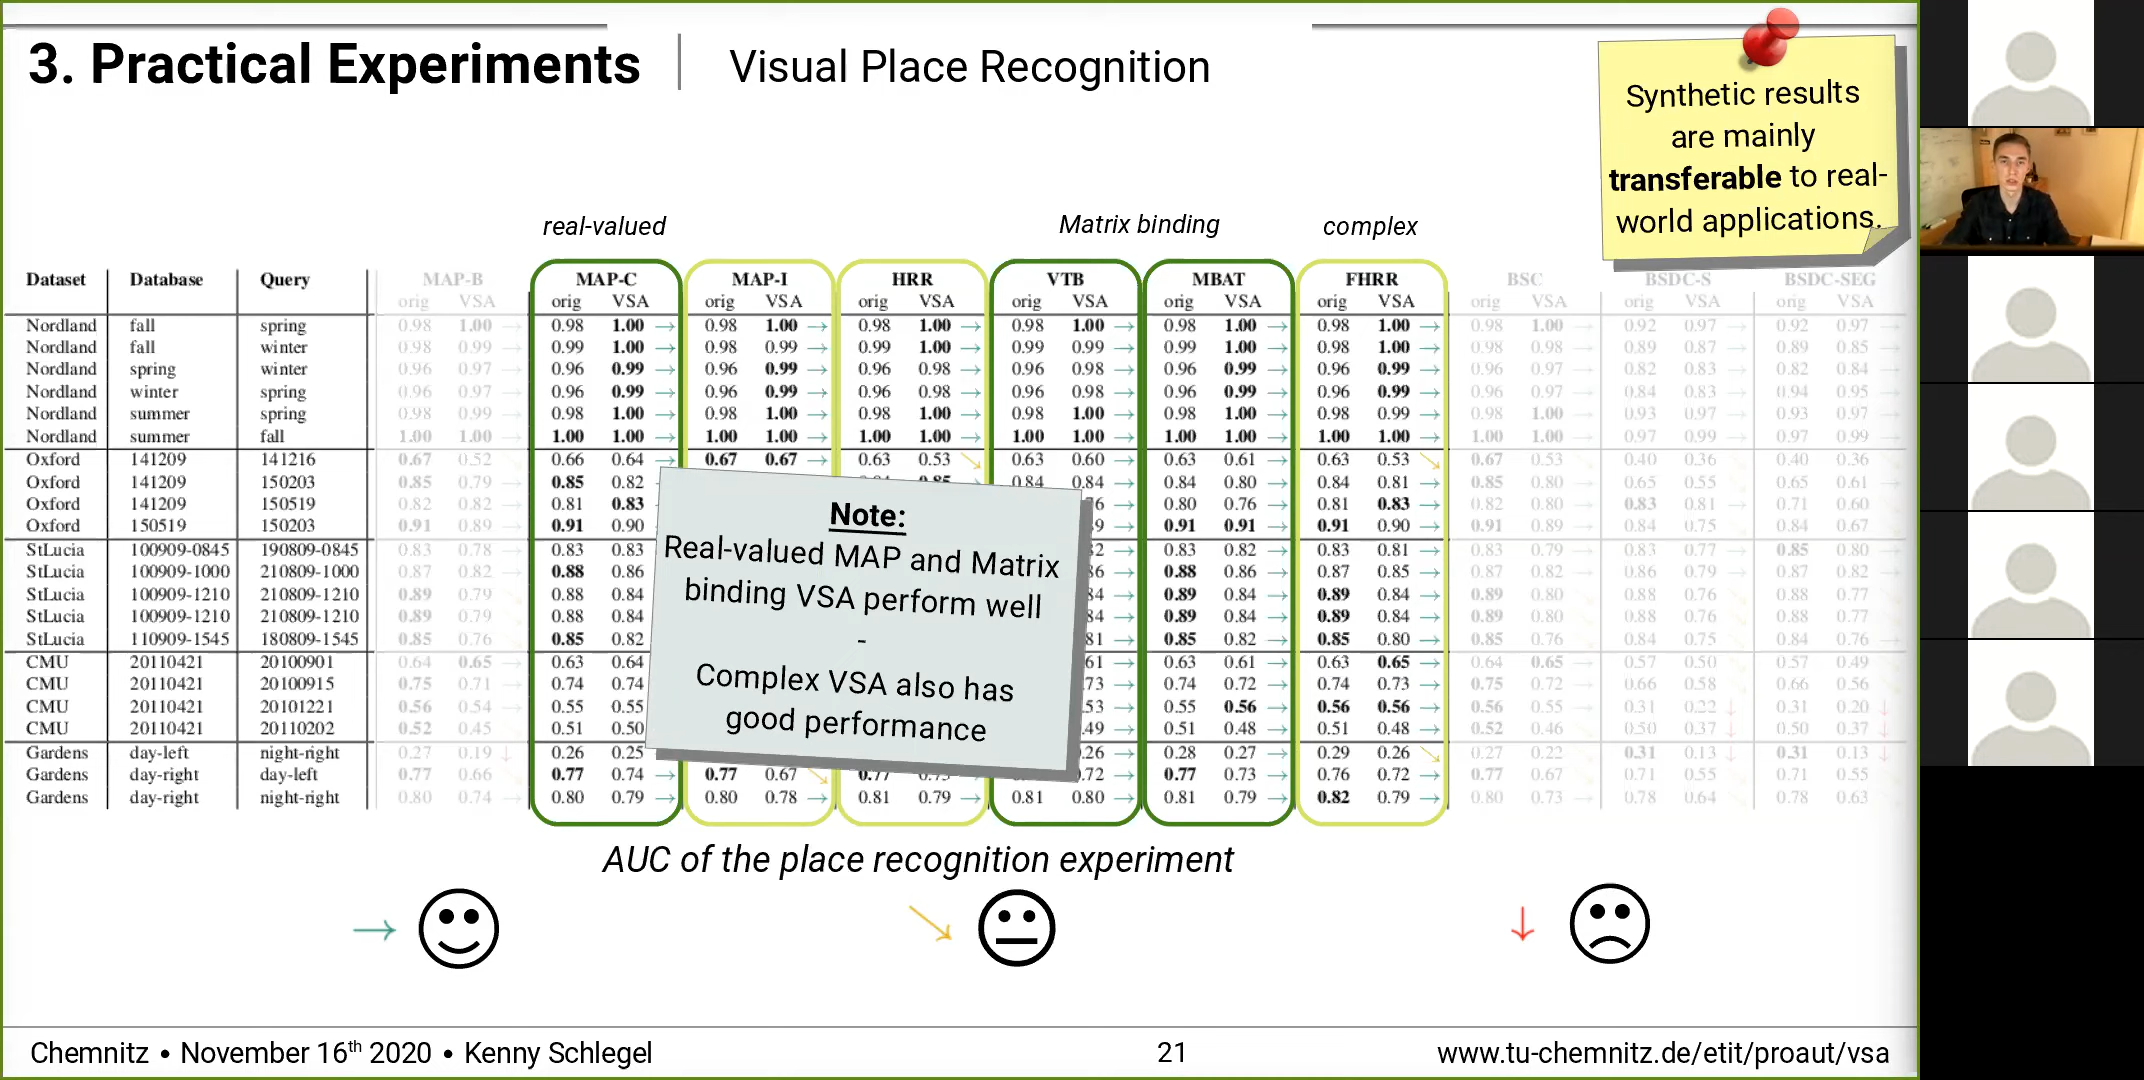 3. Practical Experiments
Visual Place Recognition
Synthetic results
are mainly
transferable to real-
world applications.
real-valued Matrix binding complex
Dataset Database Query MAP-B MAP-C MAP-I HRR VTB MBAT FHRR BSC BSDC-S BSDC-SEG
orig VSA orig VSA orig VSA orig VSA orig VSA orig VSA orig VSA orig VSA orig VSA orig VSA
Nordland fall spring 0.98 1.00 → 0.98 1.00 → 0.98 1.00 → 0.98 1.00 → 0.98 1.00 → 0.98 1.00 → 0.98 1.00 → 0.98 1.00 → 0.92 0.97 → 0.92 0.97 →
Nordland fall winter 0.98 0.99 → 0.99 1.00 → 0.98 0.99 → 0.99 1.00 → 0.99 0.99 → 0.99 1.00 → 0.98 1.00 → 0.98 0.98 → 0.89 0.87 → 0.89 0.85 →
Nordland spring winter 0.96 0.97 → 0.96 0.99 → 0.96 0.99 → 0.96 0.98 → 0.96 0.98 → 0.96 0.99 → 0.96 0.99 → 0.96 0.97 → 0.82 0.83 → 0.82 0.84 →
Nordland winter spring 0.96 0.97 → 0.96 0.99 → 0.96 0.99 → 0.96 0.98 → 0.96 0.98 → 0.96 0.99 → 0.96 0.99 → 0.96 0.97 → 0.84 0.83 → 0.94 0.95 →
Nordland summer spring 0.98 0.99 → 0.98 1.00 → 0.98 1.00 → 0.98 1.00 → 0.98 1.00 → 0.98 1.00 → 0.98 0.99 → 0.98 1.00 → 0.93 0.97 → 0.93 0.97 →
Nordland summer fall 1.00 1.00 → 1.00 1.00 → 1.00 1.00 → 1.00 1.00 → 1.00 1.00 → 1.00 1.00 → 1.00 1.00 → 1.00 1.00 → 0.97 0.99 → 0.97 0.99 →
Oxford 141209 141216 0.67 0.52 0.66 0.64 → 0.67 0.67 → 0.63 0.53 ↘ 0.63 0.60 → 0.63 0.61 → 0.63 0.53 ↘ 0.67 0.53 0.40 0.36 0.40 0.36
Oxford 141209 150203 0.85 0.79 → 0.85 0.82 0.85 0.84 0.84 → 0.84 0.80 → 0.84 0.81 → 0.85 0.80 → 0.65 0.55 0.65 0.61
Oxford 141209 150519 0.82 0.82 → 0.81 0.83 6 → 0.80 0.76 → 0.81 0.83 → 0.82 0.80 → 0.83 0.81 → 0.71 0.60
Oxford 150519 150203 0.91 0.89 → 0.91 0.90 9 → 0.91 0.91 → 0.91 0.90 → 0.91 0.89 → 0.84 0.75 0.84 0.67
StLucia 100909-0845 190809-0845 0.83 0.78 → 0.83 0.83 32 → 0.83 0.82 → 0.83 0.81 → 0.83 0.79 → 0.83 0.77 → 0.85 0.80 →
StLucia 100909-1000 210809-1000 0.87 0.82 → 0.88 0.86 86 → 0.88 0.86 → 0.87 0.85 → 0.87 0.82 → 0.86 0.79 → 0.87 0.82 →
StLucia 100909-1210 210809-1210 0.89 0.79 0.88 0.84 84 → 0.89 0.84 → 0.89 0.84 → 0.89 0.80 0.88 0.76 0.88 0.77
StLucia 100909-1210 210809-1210 0.89 0.79 0.88 0.84 84 → 0.89 0.84 → 0.89 0.84 → 0.89 0.80 0.88 0.76 0.88 0.77
StLucia 110909-1545 180809-1545 0.85 0.76 0.85 0.82 81 → 0.85 0.82 → 0.85 0.80 → 0.85 0.76 0.84 0.75 0.84 0.76 →
CMU 20110421 20100901 0.64 0.65 → 0.63 0.64 61 → 0.63 0.61 → 0.63 0.65 → 0.64 0.65 → 0.57 0.50 0.57 0.49
CMU 20110421 20100915 0.75 0.71 → 0.74 0.74 .73 → 0.74 0.72 → 0.74 0.73 → 0.75 0.72 → 0.66 0.58 0.66 0.56
CMU 20110421 20101221 0.56 0.54 → 0.55 0.55 .53 → 0.55 0.56 → 0.56 0.56 → 0.56 0.55 → 0.31 0.22 ↓ 0.31 0.20 ↓
CMU 20110421 20110202 0.52 0.45 0.51 0.50 .49 → 0.51 0.48 → 0.51 0.48 → 0.52 0.46 0.50 0.37 ↓ 0.50 0.37 ↓
Gardens day-left night-right 0.27 0.19 ↓ 0.26 0.25 .26 → 0.28 0.27 → 0.29 0.26 ↘ 0.27 0.22 0.31 0.13 ↓ 0.31 0.13 ↓
Gardens day-right day-left 0.77 0.66 0.77 0.74 → 0.77 0.67 ↘ 0.77 0.73 → .72 → 0.77 0.73 → 0.76 0.72 → 0.77 0.67 0.71 0.55 0.71 0.55
Gardens day-right night-right 0.80 0.74 → 0.80 0.79 → 0.80 0.78 → 0.81 0.79 → 0.81 0.80 → 0.81 0.79 → 0.82 0.79 → 0.80 0.73 → 0.78 0.64 0.78 0.63
Note:
Real-valued MAP and Matrix
binding VSA perform well
-
Complex VSA also has
good performance
AUC of the place recognition experiment
Chemnitz • November 16th 2020 • Kenny Schlegel
21
www.tu-chemnitz.de/etit/proaut/vsa